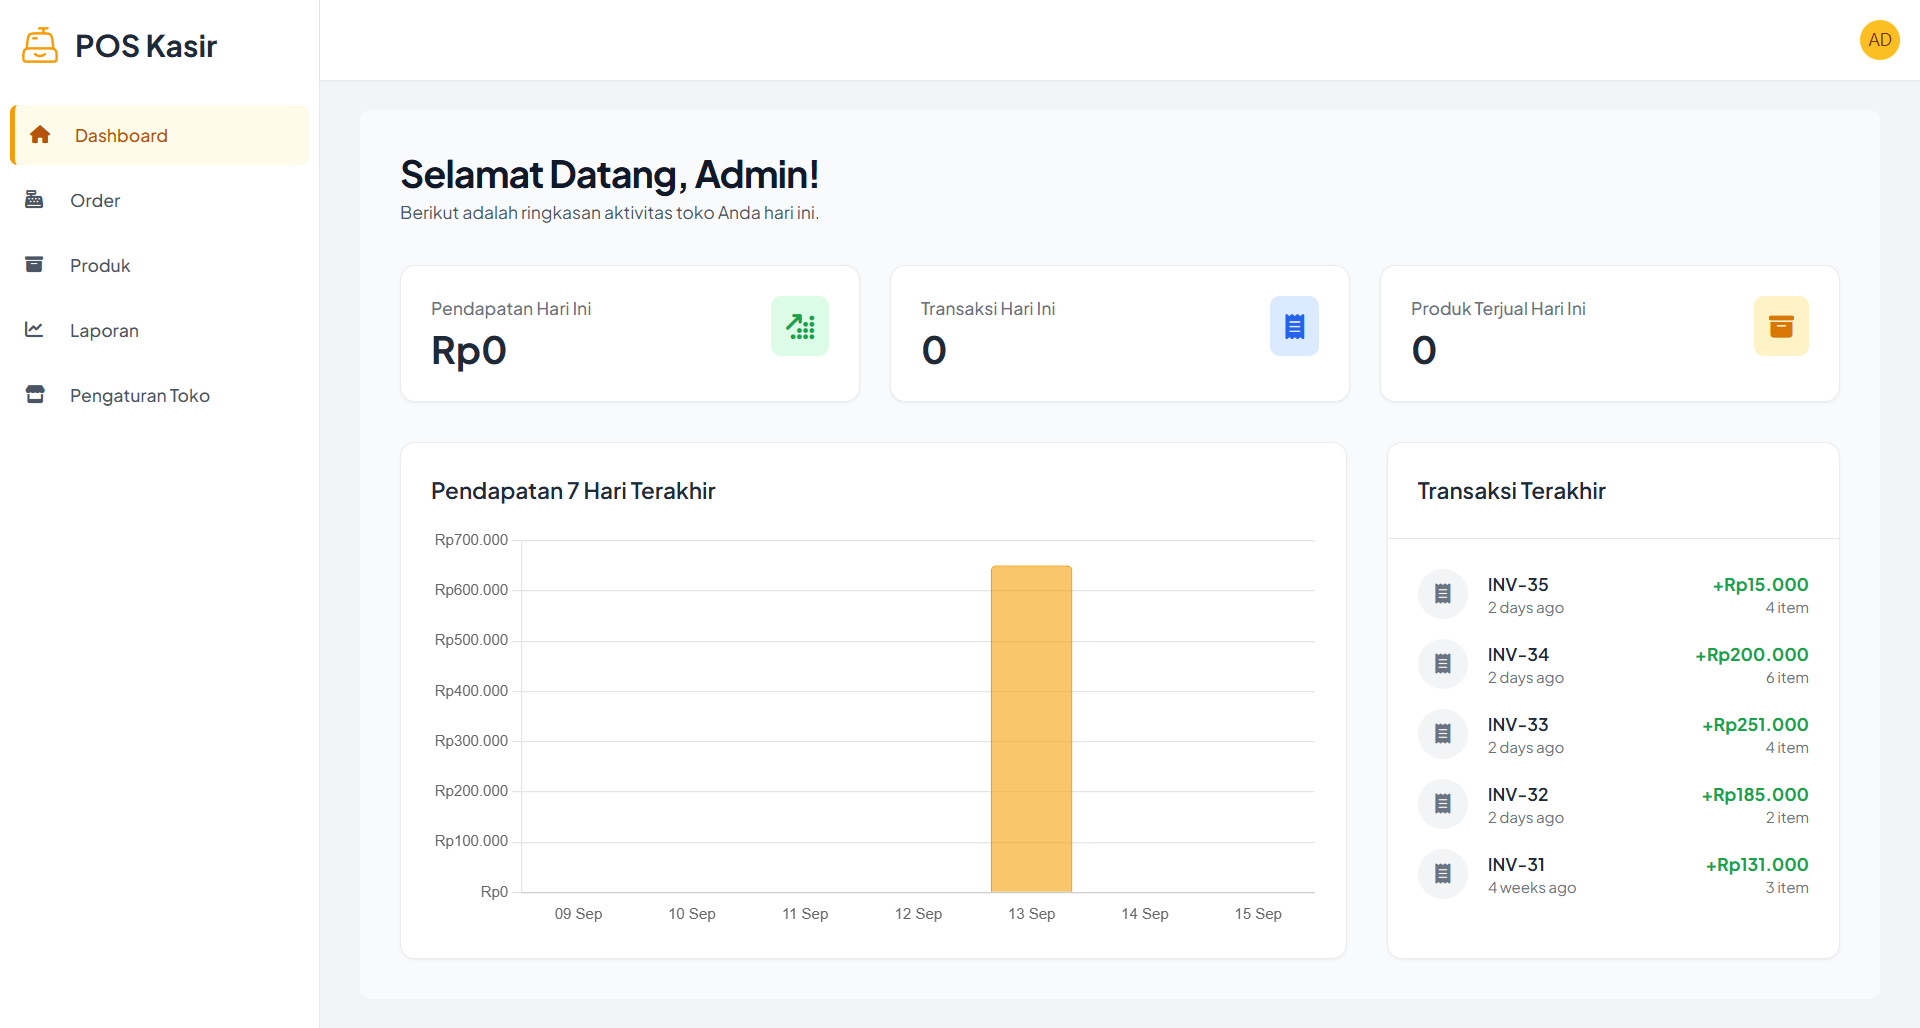 POS Kasir
AD
Dashboard
Order
Produk
Laporan
Pengaturan Toko
Selamat Datang, Admin!
Berikut adalah ringkasan aktivitas toko Anda hari ini.
Pendapatan Hari Ini
Rp0
Transaksi Hari Ini
0
Produk Terjual Hari Ini
0
Pendapatan 7 Hari Terakhir
Rp700.000
Rp600.000
Rp500.000
Rp400.000
Rp300.000
Rp200.000
Rp100.000
Rp0
09 Sep 10 Sep 11 Sep 12 Sep 13 Sep 14 Sep 15 Sep
Transaksi Terakhir
INV-35 +Rp15.000
2 days ago 4 item
INV-34 +Rp200.000
2 days ago 6 item
INV-33 +Rp251.000
2 days ago 4 item
INV-32 +Rp185.000
2 days ago 2 item
INV-31 +Rp131.000
4 weeks ago 3 item